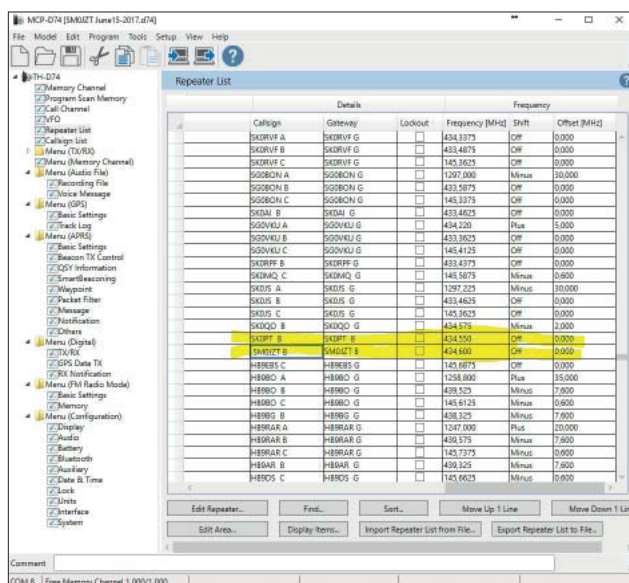 MCP-D74 [SM0JZT June15-2017.d74]
File Model Edit Program Tools Setup View Help
TH-D74
Memory Channel
Program Scan Memory
Call Channel
VFO
Repeater List
Callsign List
Menu (TX/RX)
Menu (Memory Channel)
Menu (Audio File)
Recording File
Voice Message
Menu (GPS)
Basic Settings
Track Log
Menu (APRS)
Basic Settings
Beacon TX Control
QSY Information
SmartBeaconing
Waypoint
Packet Filter
Message
Notification
Others
Menu (Digital)
TX/RX
GPS Data TX
RX Notification
Menu (FM Radio Mode)
Basic Settings
Memory
Menu (Configuration)
Display
Audio
Battery
Bluetooth
Auxiliary
Date & Time
Lock
Units
Interface
System
Repeater List
Details Frequency
Callsign Gateway Lockout Frequency [MHz] Shift Offset [MHz]
SK0RVF A SK0RVF G 434,3375 Off 0,000
SK0RVF B SK0RVF G 433,4875 Off 0,000
SK0RVF C SK0RVF G 145,3625 Off 0,000
SG0BON A SG0BON G 1297,000 Minus 30,000
SG0BON B SG0BON G 433,5875 Off 0,000
SG0BON C SG0BON G 145,3375 Off 0,000
SK0AI B SK0AI G 433,4625 Off 0,000
SG0VKU A SG0VKU G 434,220 Plus 5,000
SG0VKU B SG0VKU G 433,3625 Off 0,000
SG0VKU C SG0VKU G 145,4125 Off 0,000
SK0RPF B SK0RPF G 433,4375 Off 0,000
SK0MQ C SK0MQ G 145,5875 Minus 0,600
SK0JS A SK0JS G 1297,225 Minus 30,000
SK0JS B SK0JS G 433,4625 Off 0,000
SK0JS C SK0JS G 145,3625 Off 0,000
SK0QO B SK0QO G 434,575 Minus 2,000
SK0PT B SK0PT B 434,550 Off 0,000
SM0JZT B SM0JZT B 434,600 Off 0,000
HB9EBS C HB9EBS G 145,6875 Off 0,000
HB9BO A HB9BO G 1258,800 Plus 35,000
HB9BO B HB9BO G 439,525 Minus 7,600
HB9BO C HB9BO G 145,6125 Minus 0,600
HB9BG B HB9BG G 438,325 Minus 7,600
HB9RAR A HB9RAR G 1247,000 Plus 20,000
HB9RAR B HB9RAR G 439,575 Minus 7,600
HB9RAR C HB9RAR G 145,7375 Minus 0,600
HB9AR B HB9AR G 439,325 Minus 7,600
HB9DS C HB9DS G 145,6625 Minus 0,600
Edit Repeater... Find... Sort... Move Up 1 Line Move Down 1 Lin
Edit Area... Display Items... Import Repeater List from File... Export Repeater List to File...
Comment
COM 8 Free Memory Channel 1,000/1,000